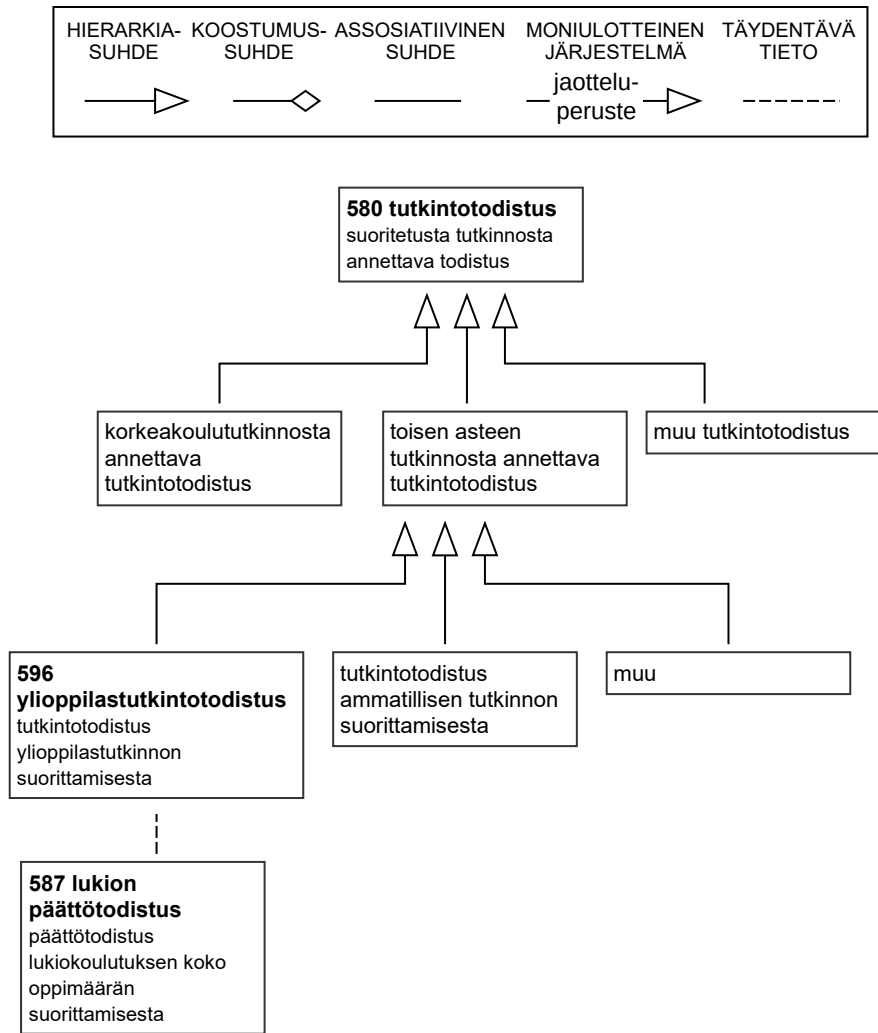 HIERARKIA-
SUHDE
KOOSTUMUS-
SUHDE
ASSOSIATIIVINEN
SUHDE
MONIULOTTEINEN
JÄRJESTELMÄ
jaottelu-
peruste
TÄYDENTÄVÄ
TIETO
580 tutkintotodistus
suoritetusta tutkinnosta
annettava todistus
korkeakoulututkinnosta
annettava
tutkintotodistus
toisen asteen
tutkinnosta annettava
tutkintotodistus
muu tutkintotodistus
596
ylioppilastutkintotodistus
tutkintotodistus
ylioppilastutkinnon
suorittamisesta
tutkintotodistus
ammatillisen tutkinnon
suorittamisesta
muu
587 lukion
päättötodistus
päättötodistus
lukiokoulutuksen koko
oppimäärän
suorittamisesta